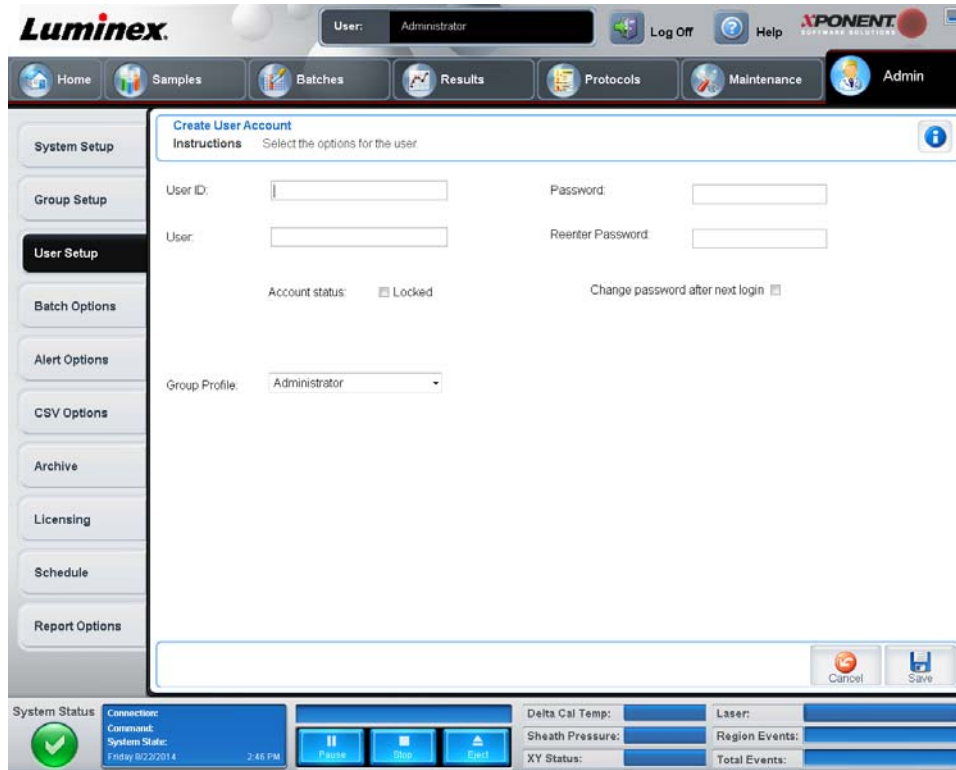 Luminex.
User: Administrator
Log Off
Help
XPONENT.
SOFTWARE SOLUTIONS
Home
Samples
Batches
Results
Protocols
Maintenance
Admin
System Setup
Group Setup
User Setup
Batch Options
Alert Options
CSV Options
Archive
Licensing
Schedule
Report Options
Create User Account
Instructions Select the options for the user.
User ID:
Password:
User:
Reenter Password:
Account status: Locked
Change password after next login
Group Profile: Administrator
Cancel
Save
System Status
Connection:
Command:
System State:
Friday 8/22/2014 2:46 PM
Pause
Stop
Eject
Delta Cal Temp:
Sheath Pressure:
XY Status:
Laser:
Region Events:
Total Events: